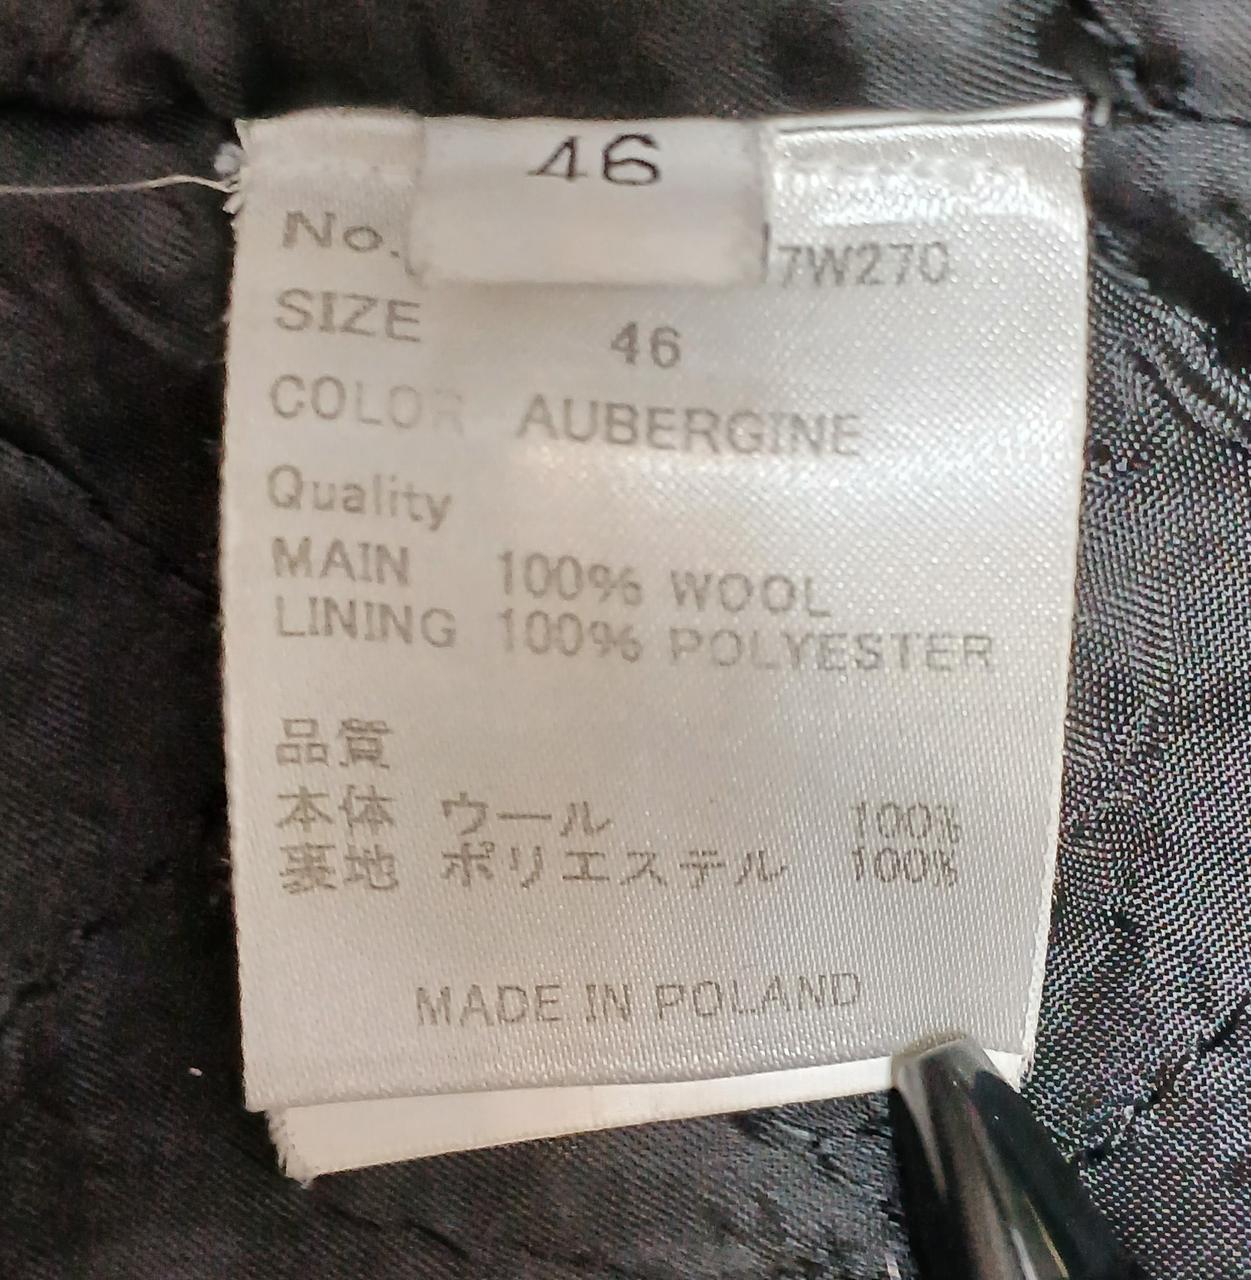 46
No. 7W270
SIZE 46
COLOR AUBERGINE
Quality
MAIN 100% WOOL
LINING 100% POLYESTER
品質
本体 ウール 100%
裏地 ポリエステル 100%
MADE IN POLAND